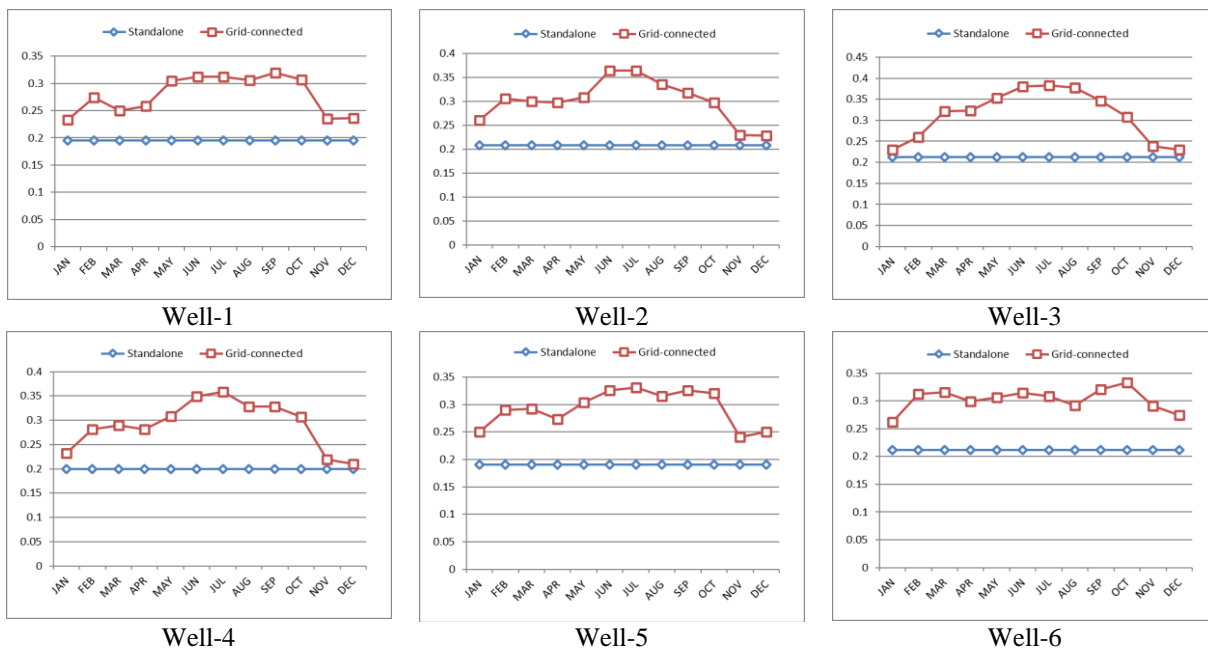 Standalone Grid-connected
0.35
0.3
0.25
0.2
0.15
0.1
0.05
0
JAN FEB MAR APR MAY JUN JUL AUG SEP OCT NOV DEC
Well-1
Standalone Grid-connected
0.4
0.35
0.3
0.25
0.2
0.15
0.1
0.05
0
JAN FEB MAR APR MAY JUN JUL AUG SEP OCT NOV DEC
Well-2
Standalone Grid-connected
0.45
0.4
0.35
0.3
0.25
0.2
0.15
0.1
0.05
0
JAN FEB MAR APR MAY JUN JUL AUG SEP OCT NOV DEC
Well-3
Standalone Grid-connected
0.4
0.35
0.3
0.25
0.2
0.15
0.1
0.05
0
JAN FEB MAR APR MAY JUN JUL AUG SEP OCT NOV DEC
Well-4
Standalone Grid-connected
0.35
0.3
0.25
0.2
0.15
0.1
0.05
0
JAN FEB MAR APR MAY JUN JUL AUG SEP OCT NOV DEC
Well-5
Standalone Grid-connected
0.35
0.3
0.25
0.2
0.15
0.1
0.05
0
JAN FEB MAR APR MAY JUN JUL AUG SEP OCT NOV DEC
Well-6